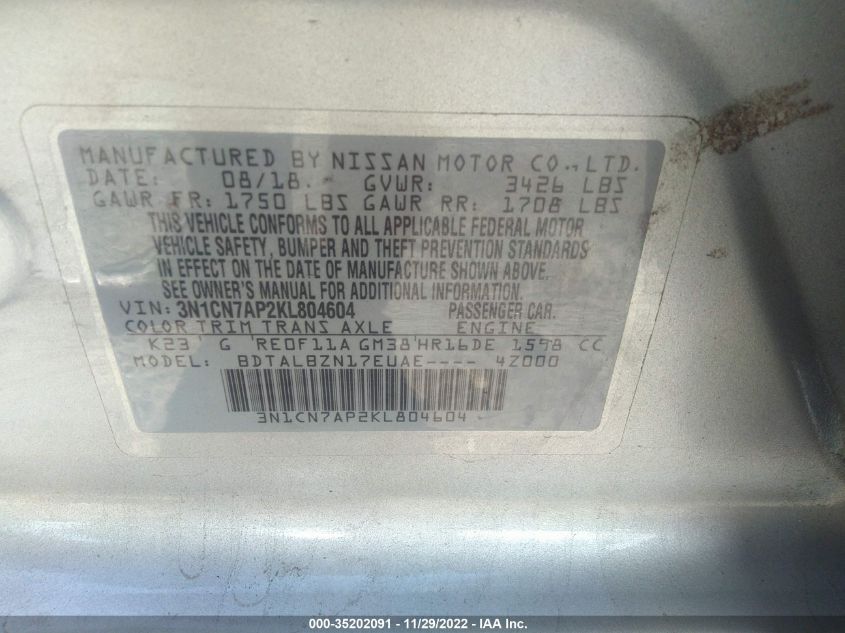 MANUFACTURED BY NISSAN MOTOR CO., LTD.
DATE: 08/18. GVWR: 3426 LBS
GAWR FR: 1750 LBS GAWR RR: 1708 LBS
THIS VEHICLE CONFORMS TO ALL APPLICABLE FEDERAL MOTOR
VEHICLE SAFETY, BUMPER AND THEFT PREVENTION STANDARDS
IN EFFECT ON THE DATE OF MANUFACTURE SHOWN ABOVE.
SEE OWNER'S MANUAL FOR ADDITIONAL INFORMATION.
VIN: 3N1CN7AP2KL804604 PASSENGER CAR.
COLOR TRIM TRANS AXLE ENGINE
K23 G RE0F11A GM38 HR16DE 1598 CC
MODEL: BDTALBZN17EUAE---- 4Z000
3N1CN7AP2KL804604
000-35202091 - 11/29/2022 - IAA Inc.